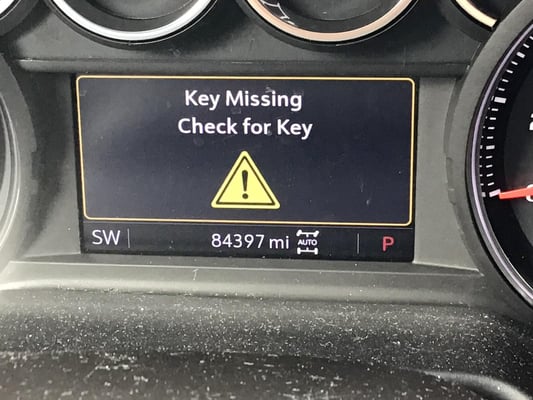 Key Missing
Check for Key
SW 84397 mi AUTO P